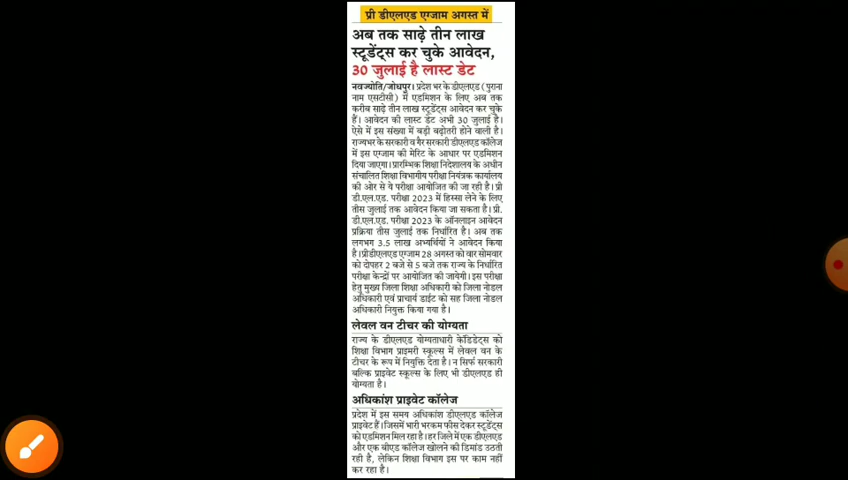 प्री डीएलएड एग्जाम अगस्त में
अब तक साढ़े तीन लाख
स्टूडेंट्स कर चुके आवेदन,
30 जुलाई है लास्ट डेट
नवज्योति/जोधपुर। प्रदेश भर के डीएलएड (पुराना
नाम एसटीसी) में एडमिशन के लिए अब तक
करीब साढ़े तीन लाख स्टूडेंट्स आवेदन कर चुके
हैं। आवेदन की लास्ट डेट अभी 30 जुलाई है।
ऐसे में इस संख्या में बड़ी बढ़ोतरी होने वाली है।
राज्यभर के सरकारी व गैर सरकारी डीएलएड कॉलेज
में इस एग्जाम की मेरिट के आधार पर एडमिशन
दिया जाएगा। प्रारम्भिक शिक्षा निदेशालय के अधीन
संचालित शिक्षा विभागीय परीक्षा नियंत्रक कार्यालय
की ओर से ये परीक्षा आयोजित की जा रही है। प्री
डी.एल.एड. परीक्षा 2023 में हिस्सा लेने के लिए
तीस जुलाई तक आवेदन किया जा सकता है। प्री.
डी.एल.एड. परीक्षा 2023 के ऑनलाइन आवेदन
प्रक्रिया तीस जुलाई तक निर्धारित है। अब तक
लगभग 3.5 लाख अभ्यर्थियों ने आवेदन किया
है। प्रीडीएलएड एग्जाम 28 अगस्त को वार सोमवार
को दोपहर 2 बजे से 5 बजे तक राज्य के निर्धारित
परीक्षा केन्द्रों पर आयोजित की जायेगी। इस परीक्षा
हेतु मुख्य जिला शिक्षा अधिकारी को जिला नोडल
अधिकारी एवं प्राचार्य डाईट को सह जिला नोडल
अधिकारी नियुक्त किया गया है।
लेवल वन टीचर की योग्यता
राज्य के डीएलएड योग्यताधारी केंडिडेट्स को
शिक्षा विभाग प्राइमरी स्कूल्स में लेवल वन के
टीचर के रूप में नियुक्ति देता है। न सिर्फ सरकारी
बल्कि प्राइवेट स्कूल्स के लिए भी डीएलएड ही
योग्यता है।
अधिकांश प्राइवेट कॉलेज
प्रदेश में इस समय अधिकांश डीएलएड कॉलेज
प्राइवेट हैं। जिसमें भारी भरकम फीस देकर स्टूडेंट्स
को एडमिशन मिल रहा है। हर जिले में एक डीएलएड
और एक बीएड कॉलेज खोलने की डिमांड उठती
रही है, लेकिन शिक्षा विभाग इस पर काम नहीं
कर रहा है।